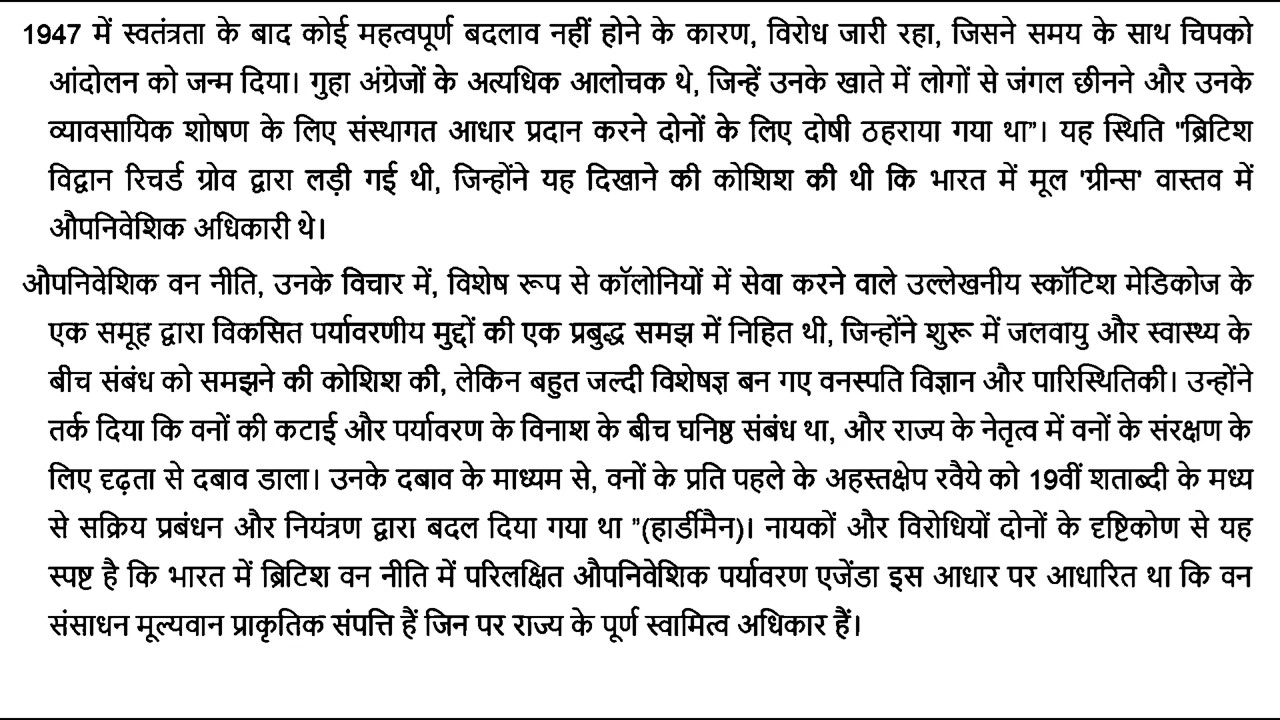 1947 में स्वतंत्रता के बाद कोई महत्वपूर्ण बदलाव नहीं होने के कारण, विरोध जारी रहा, जिसने समय के साथ चिपको
आंदोलन को जन्म दिया। गुहा अंग्रेजों के अत्यधिक आलोचक थे, जिन्हें उनके खाते में लोगों से जंगल छीनने और उनके
व्यावसायिक शोषण के लिए संस्थागत आधार प्रदान करने दोनों के लिए दोषी ठहराया गया था”। यह स्थिति "ब्रिटिश
विद्वान रिचर्ड ग्रोव द्वारा लड़ी गई थी, जिन्होंने यह दिखाने की कोशिश की थी कि भारत में मूल 'ग्रीन्स' वास्तव में
औपनिवेशिक अधिकारी थे।
औपनिवेशिक वन नीति, उनके विचार में, विशेष रूप से कॉलोनियों में सेवा करने वाले उल्लेखनीय स्कॉटिश मेडिकोज के
एक समूह द्वारा विकसित पर्यावरणीय मुद्दों की एक प्रबुद्ध समझ में निहित थी, जिन्होंने शुरू में जलवायु और स्वास्थ्य के
बीच संबंध को समझने की कोशिश की, लेकिन बहुत जल्दी विशेषज्ञ बन गए वनस्पति विज्ञान और पारिस्थितिकी। उन्होंने
तर्क दिया कि वनों की कटाई और पर्यावरण के विनाश के बीच घनिष्ठ संबंध था, और राज्य के नेतृत्व में वनों के संरक्षण के
लिए दृढ़ता से दबाव डाला। उनके दबाव के माध्यम से, वनों के प्रति पहले के अहस्तक्षेप रवैये को 19वीं शताब्दी के मध्य
से सक्रिय प्रबंधन और नियंत्रण द्वारा बदल दिया गया था ”(हार्डीमैन)। नायकों और विरोधियों दोनों के दृष्टिकोण से यह
स्पष्ट है कि भारत में ब्रिटिश वन नीति में परिलक्षित औपनिवेशिक पर्यावरण एजेंडा इस आधार पर आधारित था कि वन
संसाधन मूल्यवान प्राकृतिक संपत्ति हैं जिन पर राज्य के पूर्ण स्वामित्व अधिकार हैं।